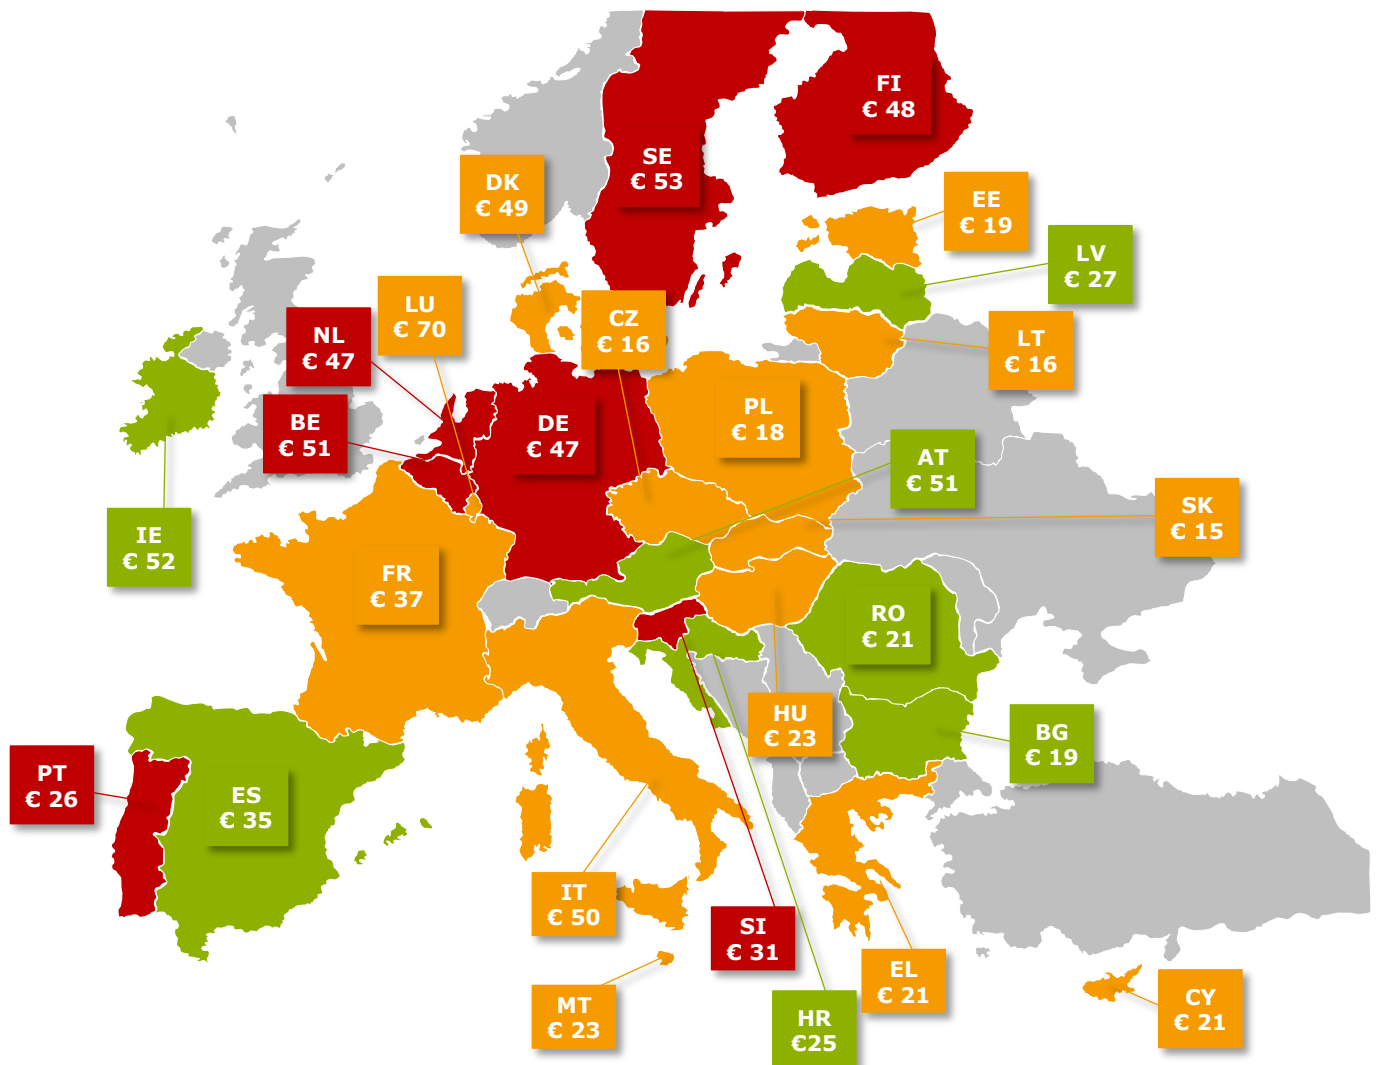 FI
€ 48
SE
€ 53
DK
€ 49
EE
€ 19
LV
€ 27
LU
€ 70
CZ
€ 16
NL
€ 47
LT
€ 16
BE
€ 51
DE
€ 47
PL
€ 18
AT
€ 51
SK
€ 15
IE
€ 52
FR
€ 37
RO
€ 21
HU
€ 23
BG
€ 19
PT
€ 26
ES
€ 35
IT
€ 50
SI
€ 31
EL
€ 21
CY
€ 21
MT
€ 23
HR
€25